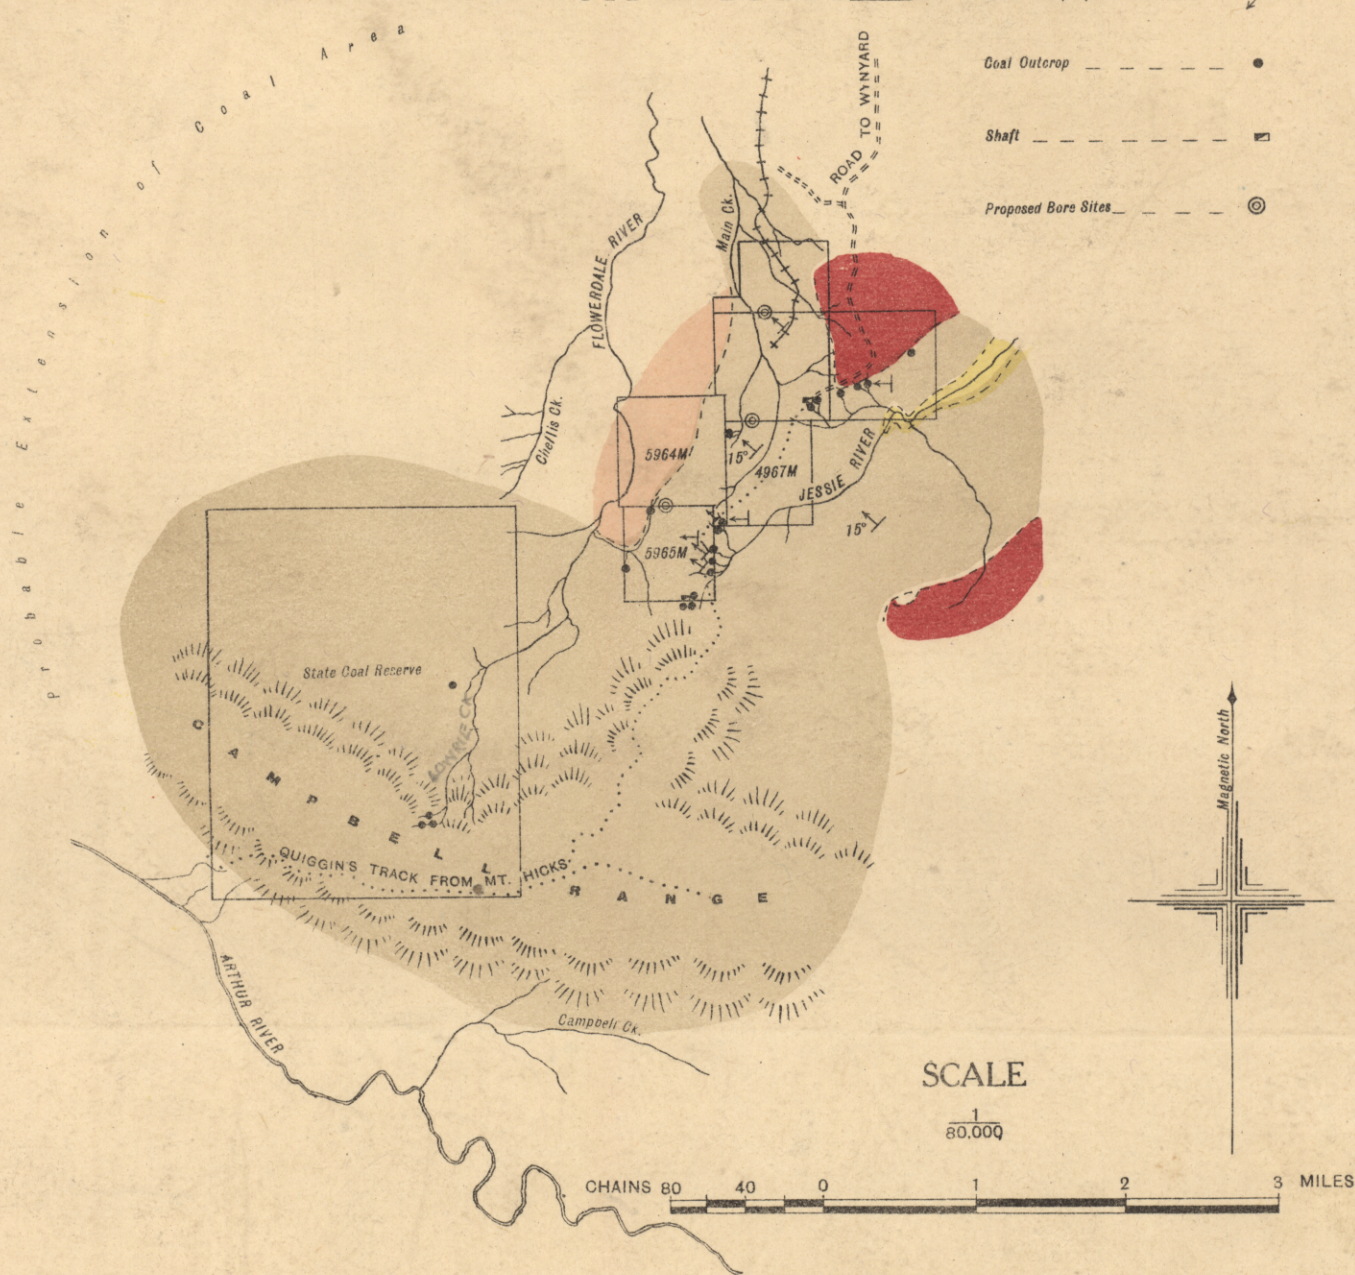 Probable Extension of Coal Area
Coal Outcrop
Shaft
Proposed Bore Sites
ROAD TO WYNYARD
Main Ck.
FLOWERDALE RIVER
5964M
15°
4967M
JESSIE RIVER
15°
5965M
State Coal Reserve
LOWRIE CK.
CAMPBELL RANGE
QUIGGIN'S TRACK FROM MT. HICKS
ARTHUR RIVER
Campbell Ck.
Magnetic North
SCALE
1
80.000
CHAINS 80 40 0 1 2 3 MILES